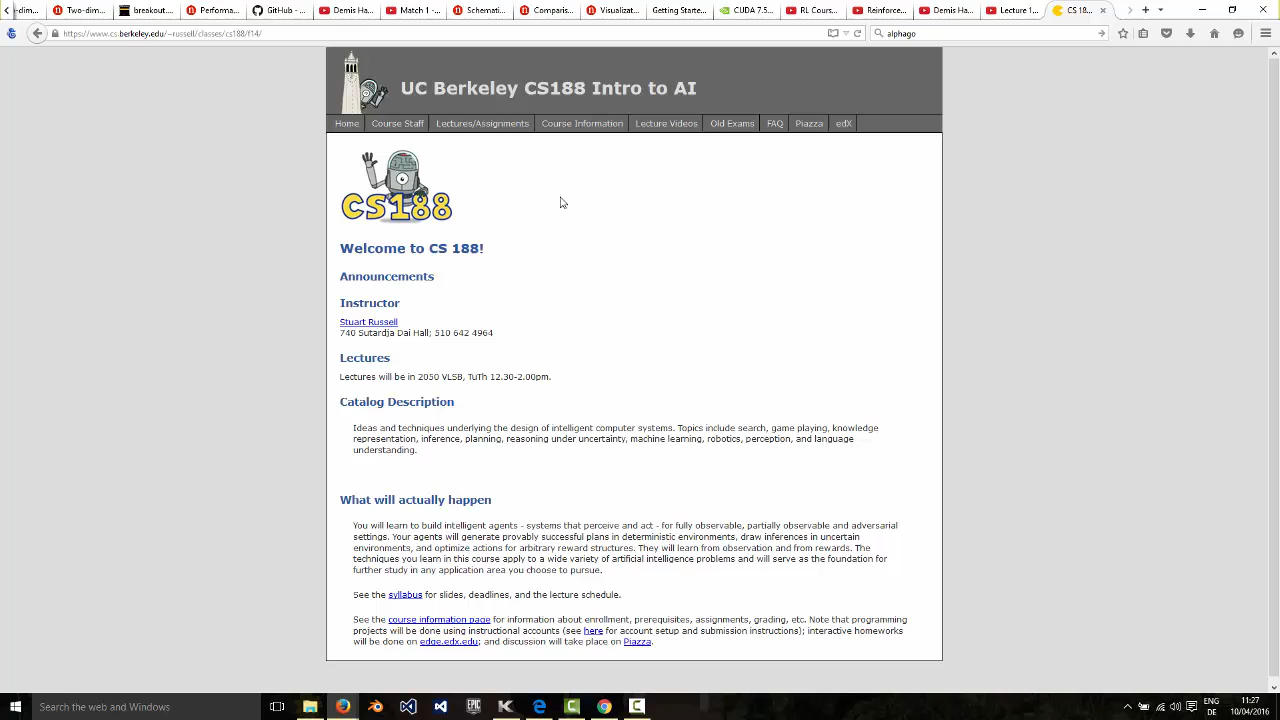 -dim...
Two-dim...
breakout...
Performa...
GitHub - ...
Demis Ha...
Match 1 - ...
Schemati...
Comparis...
Visualizat...
Getting Starte...
CUDA 7.5...
RL Cours...
Reinforce...
Demis Ha...
Lecture 1...
CS 18...
https://www.cs.berkeley.edu/~russell/classes/cs188/f14/
alphago
UC Berkeley CS188 Intro to AI
Home
Course Staff
Lectures/Assignments
Course Information
Lecture Videos
Old Exams
FAQ
Piazza
edX
CS188
Welcome to CS 188!
Announcements
Instructor
Stuart Russell
740 Sutardja Dai Hall; 510 642 4964
Lectures
Lectures will be in 2050 VLSB, TuTh 12.30-2.00pm.
Catalog Description
Ideas and techniques underlying the design of intelligent computer systems. Topics include search, game playing, knowledge
representation, inference, planning, reasoning under uncertainty, machine learning, robotics, perception, and language
understanding.
What will actually happen
You will learn to build intelligent agents - systems that perceive and act - for fully observable, partially observable and adversarial
settings. Your agents will generate provably successful plans in deterministic environments, draw inferences in uncertain
environments, and optimize actions for arbitrary reward structures. They will learn from observation and from rewards. The
techniques you learn in this course apply to a wide variety of artificial intelligence problems and will serve as the foundation for
further study in any application area you choose to pursue.
See the syllabus for slides, deadlines, and the lecture schedule.
See the course information page for information about enrollment, prerequisites, assignments, grading, etc. Note that programming
projects will be done using instructional accounts (see here for account setup and submission instructions); interactive homeworks
will be done on edge.edx.edu; and discussion will take place on Piazza.
Search the web and Windows
EPIC
ENG
DE
11:27
10/04/2016